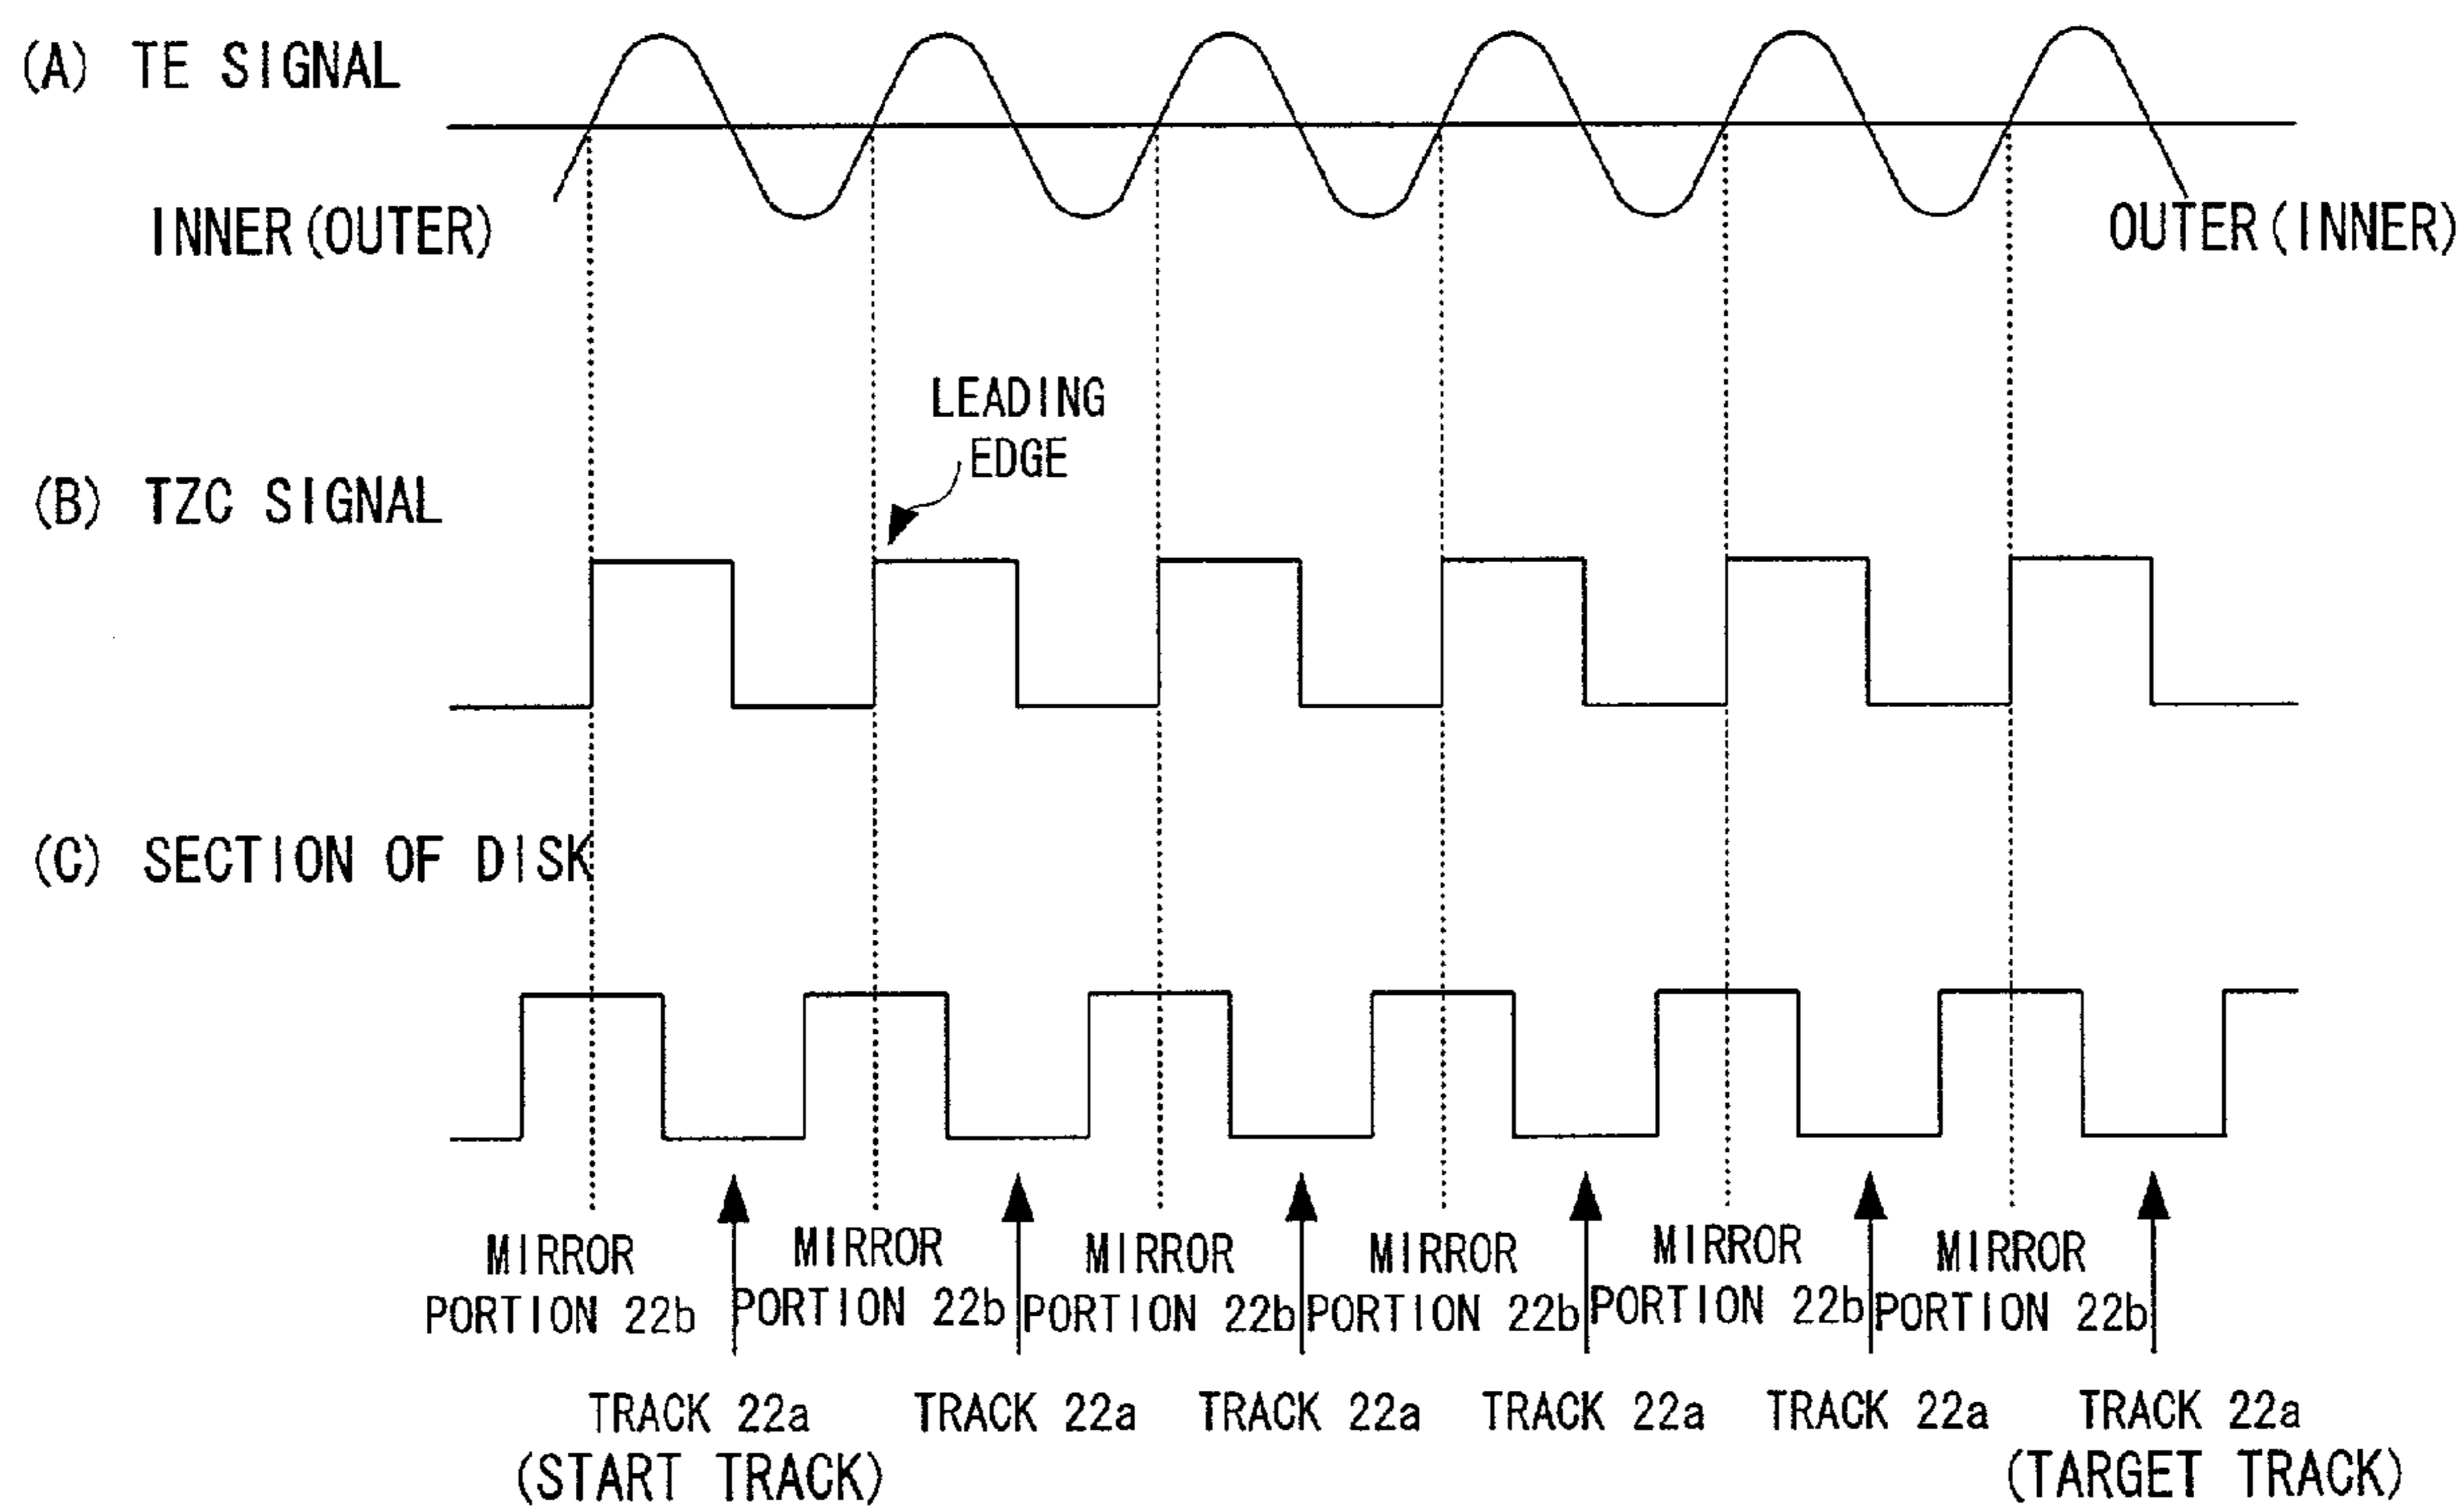 (A) TE SIGNAL
INNER(OUTER)
OUTER(INNER)
LEADING
EDGE
(B) TZC SIGNAL
(C) SECTION OF DISK
MIRROR
PORTION 22b
MIRROR
PORTION 22b
MIRROR
PORTION 22b
MIRROR
PORTION 22b
MIRROR
PORTION 22b
MIRROR
PORTION 22b
TRACK 22a
(START TRACK)
TRACK 22a
TRACK 22a
TRACK 22a
TRACK 22a
TRACK 22a
(TARGET TRACK)